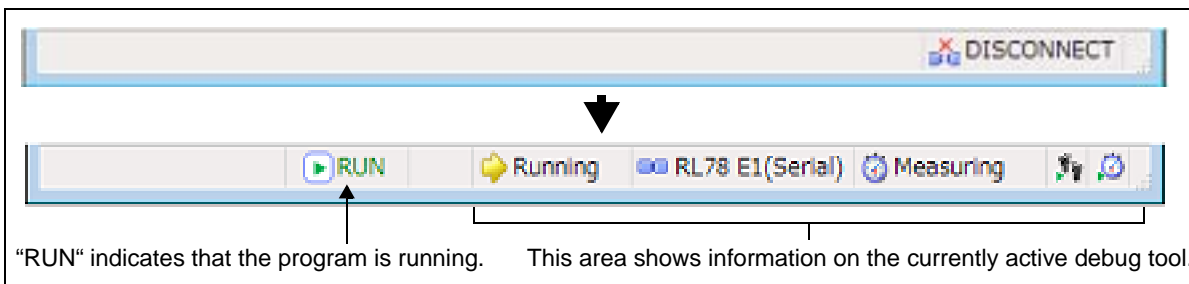 DISCONNECT
RUN Running RL78 E1(Serial) Measuring
“RUN“ indicates that the program is running. This area shows information on the currently active debug tool.